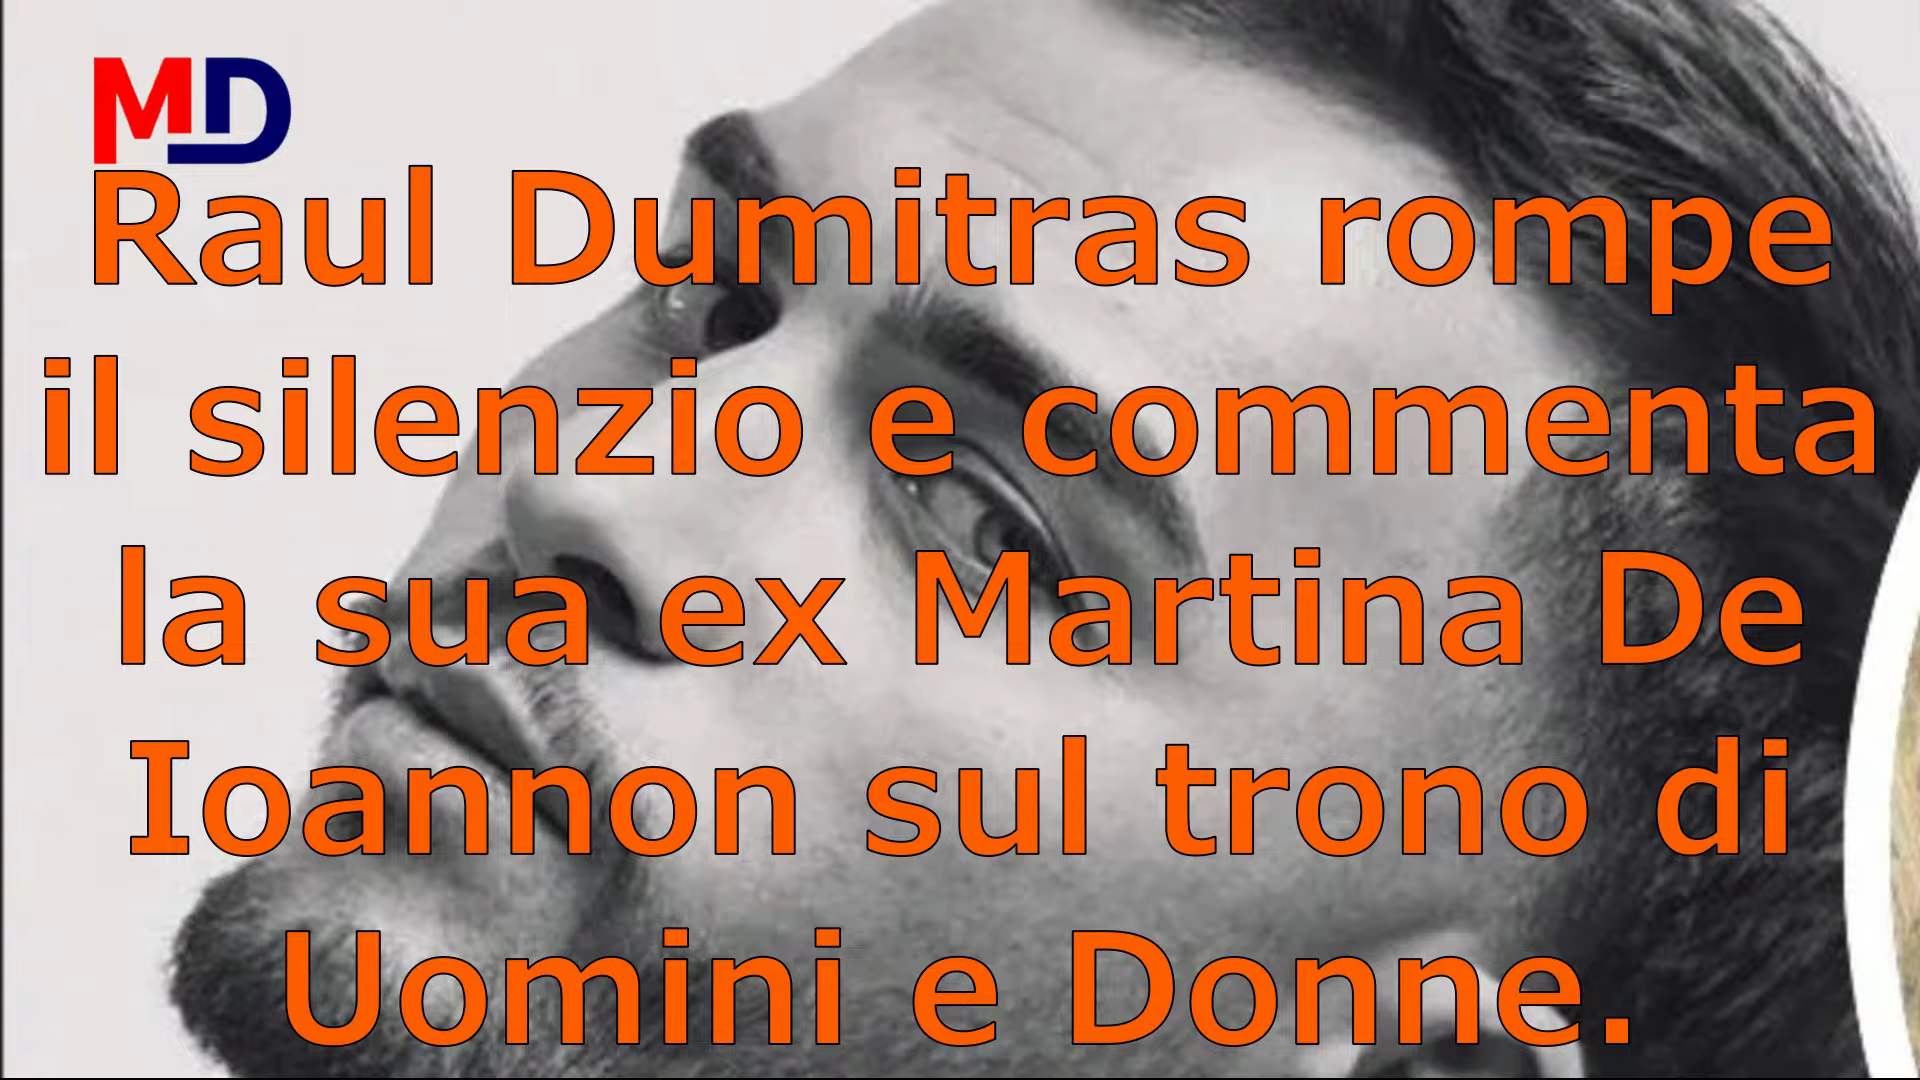 MD
Raul Dumitras rompe
il silenzio e commenta
la sua ex Martina De
Ioannon sul trono di
Uomini e Donne.